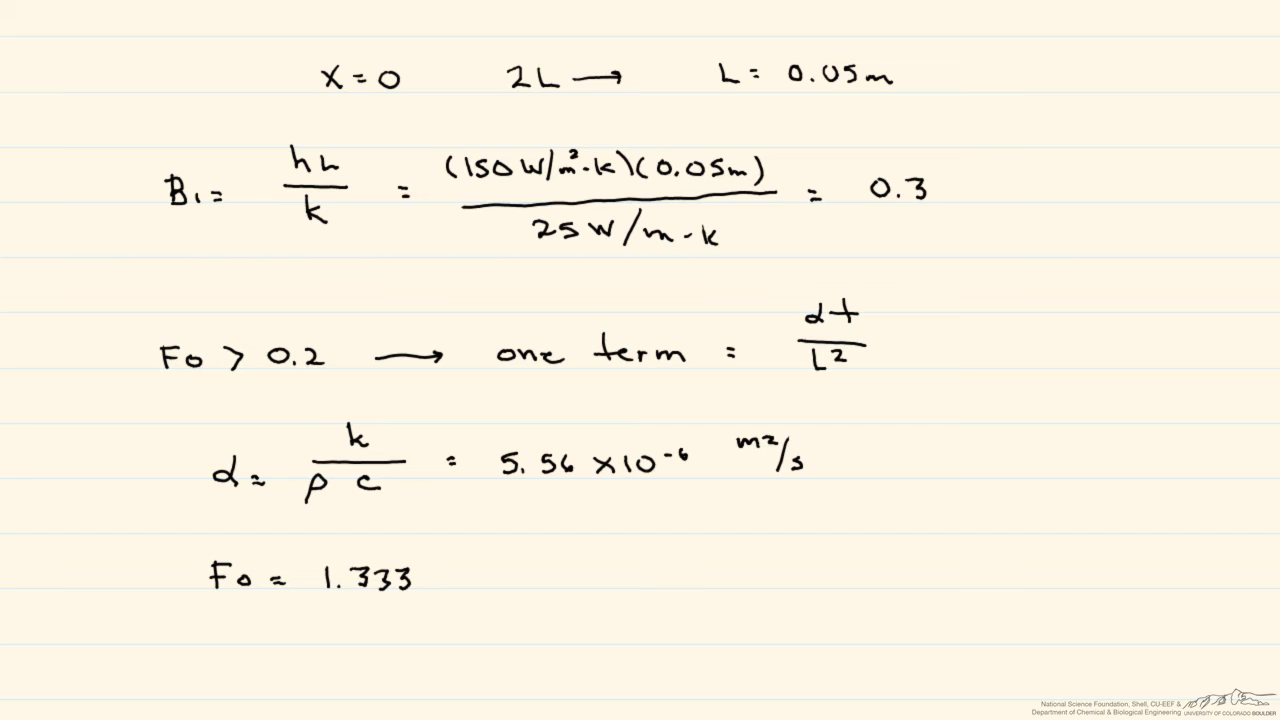 x = 0 2L ⟶ L = 0.05m
Bi = hL/k = (150 W/m²·k)(0.05m) / 25 W/m·k = 0.3
Fo > 0.2 ⟶ one term = αt/L²
α = k/ρc = 5.56 x10⁻⁶ m²/s
Fo = 1.333
National Science Foundation, Shell, CU-EEF &
Department of Chemical & Biological Engineering UNIVERSITY OF COLORADO BOULDER